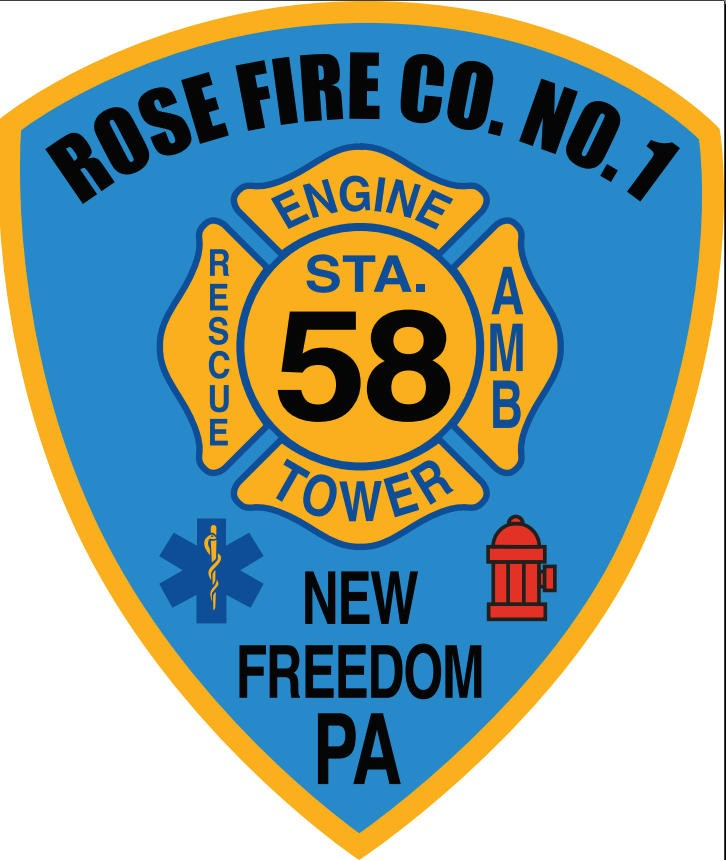 ROSE FIRE CO. NO. 1
ENGINE
RESCUE
STA.
58
AMB
TOWER
NEW
FREEDOM
PA